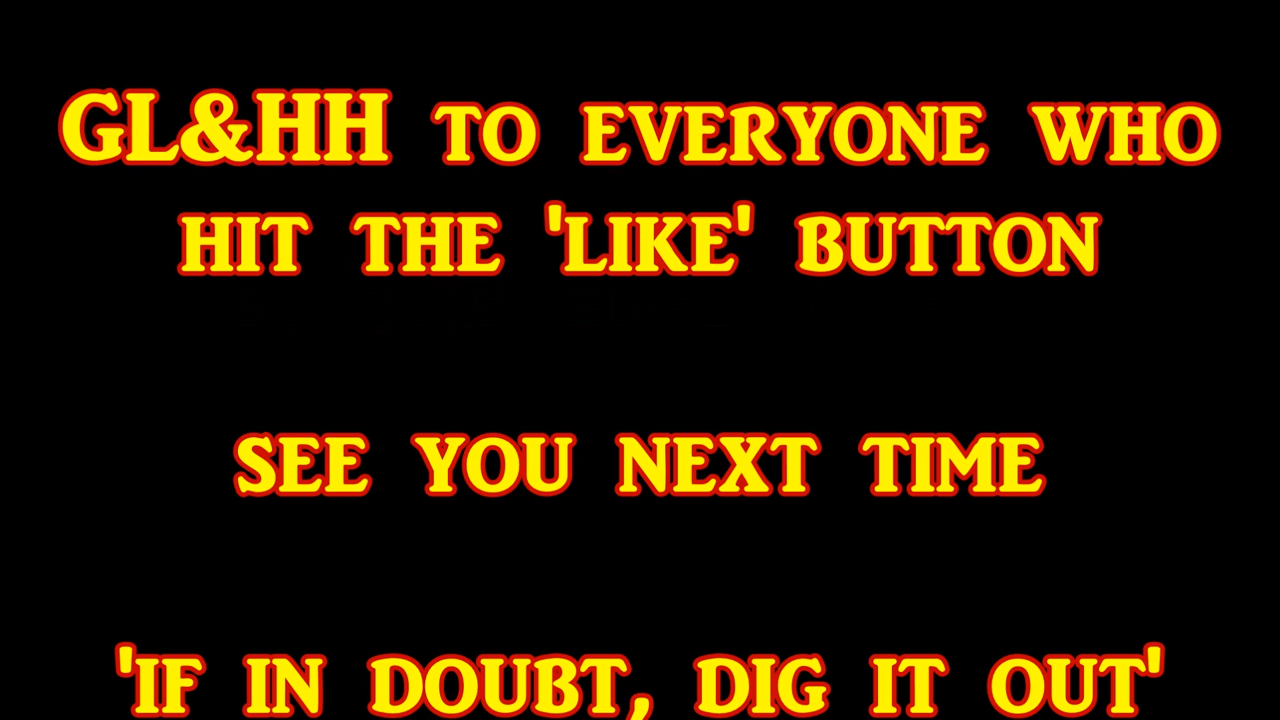 GL&HH TO EVERYONE WHO
HIT THE 'LIKE' BUTTON
SEE YOU NEXT TIME
'IF IN DOUBT, DIG IT OUT'